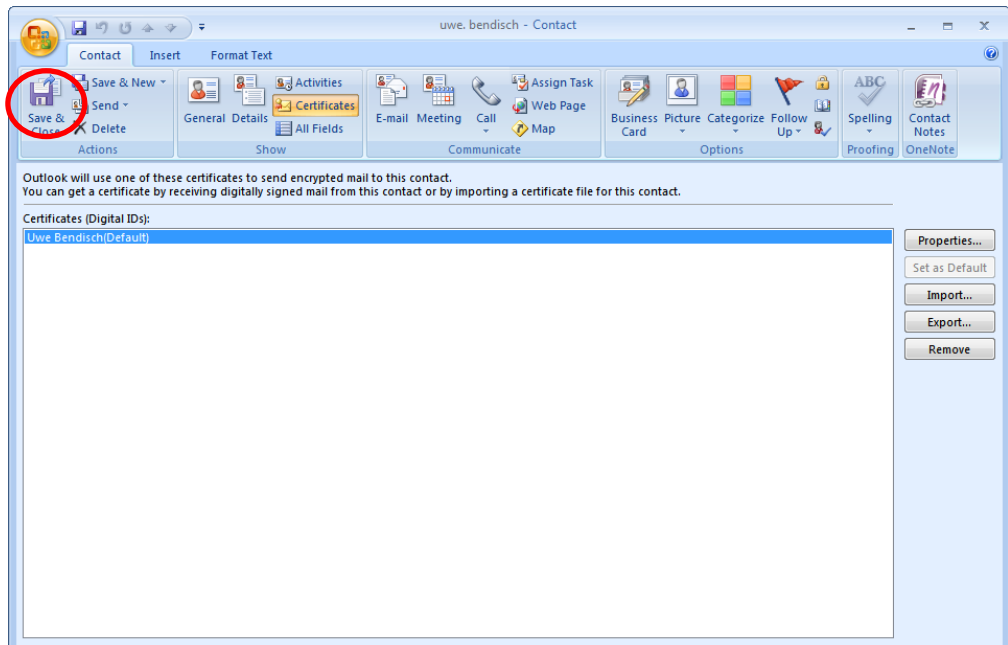 uwe. bendisch - Contact
Contact Insert Format Text
Save & Close
Save & New
Send
Delete
Actions
General
Details
Activities
Certificates
All Fields
Show
E-mail
Meeting
Call
Assign Task
Web Page
Map
Communicate
Business Card
Picture
Categorize
Follow Up
Options
ABC
Spelling
Proofing
Contact Notes
OneNote
Outlook will use one of these certificates to send encrypted mail to this contact.
You can get a certificate by receiving digitally signed mail from this contact or by importing a certificate file for this contact.
Certificates (Digital IDs):
Uwe Bendisch(Default)
Properties...
Set as Default
Import...
Export...
Remove